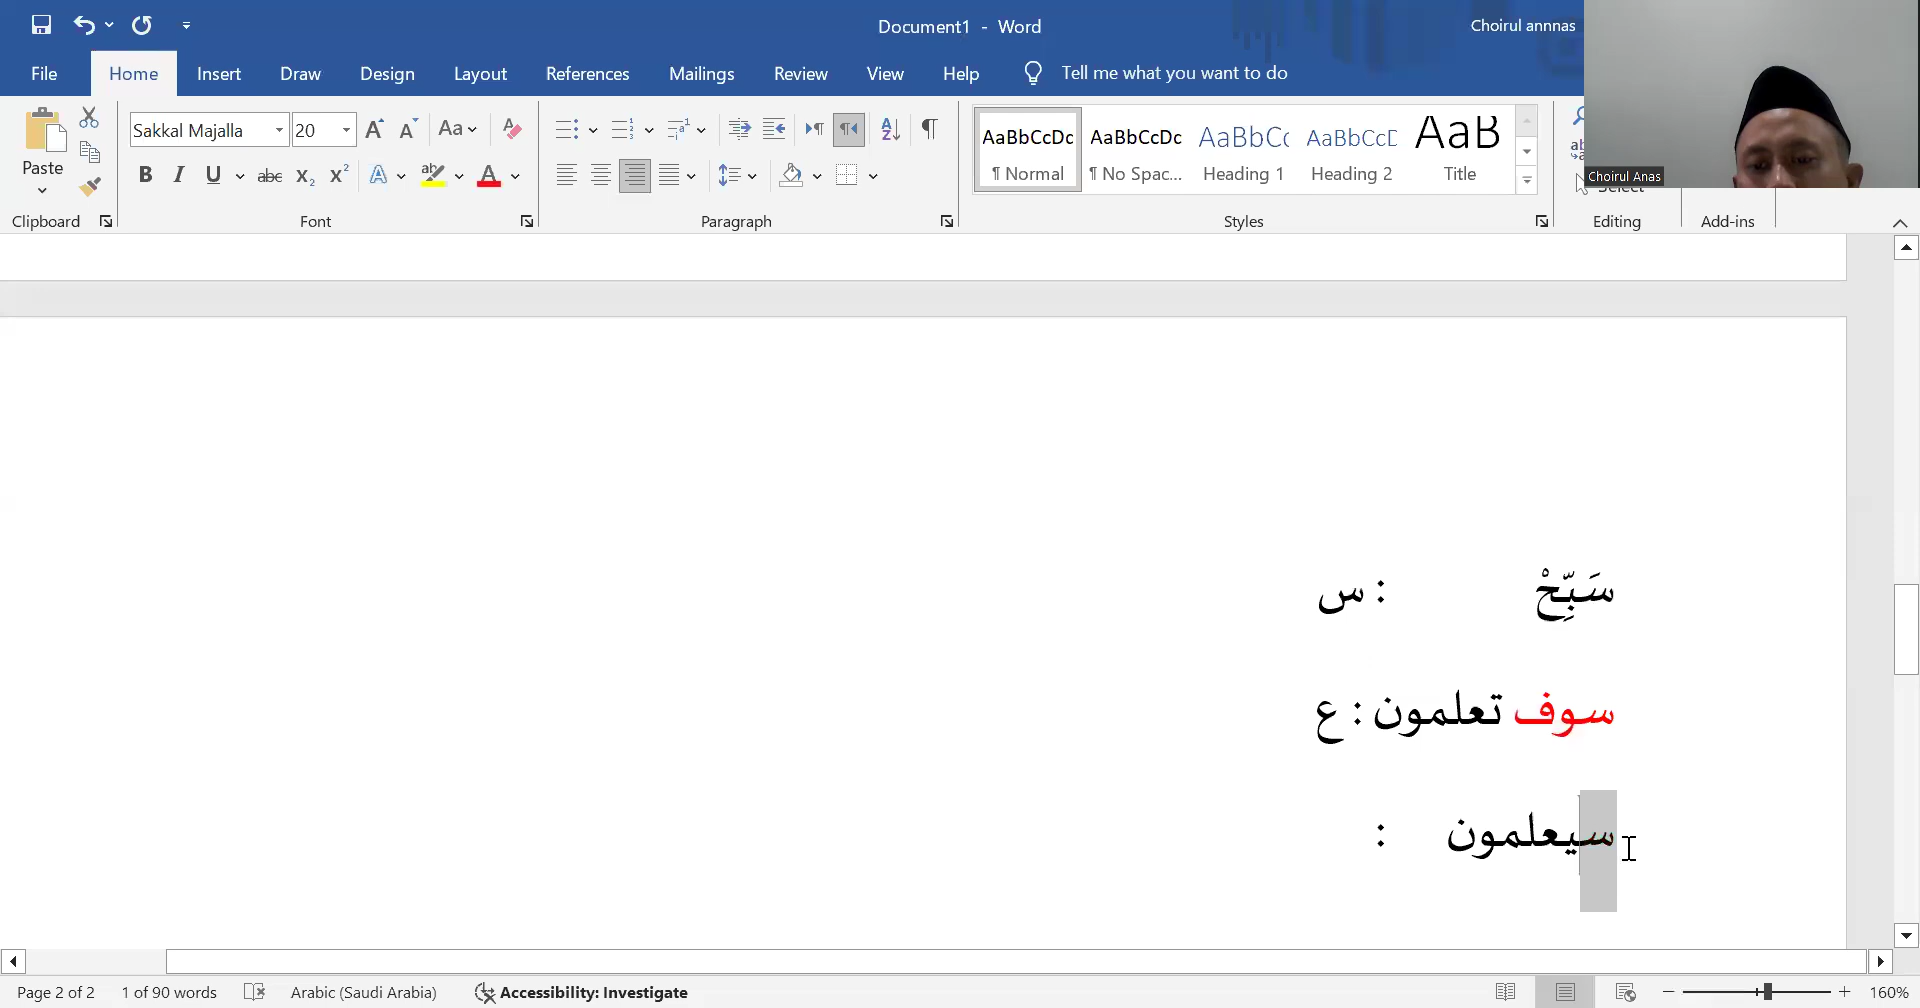 Document1 - Word
Choirul annnas
File Home Insert Draw Design Layout References Mailings Review View Help Tell me what you want to do
Paste
Sakkal Majalla 20
AaBbCcDc AaBbCcDc AaBbCc AaBbCcD AaB
¶ Normal ¶ No Spac... Heading 1 Heading 2 Title
Select
Choirul Anas
Clipboard Font Paragraph Styles Editing Add-ins
سَبِّحْ : س
سوف تعلمون : ع
سيعلمون :
Page 2 of 2 1 of 90 words Arabic (Saudi Arabia) Accessibility: Investigate 160%